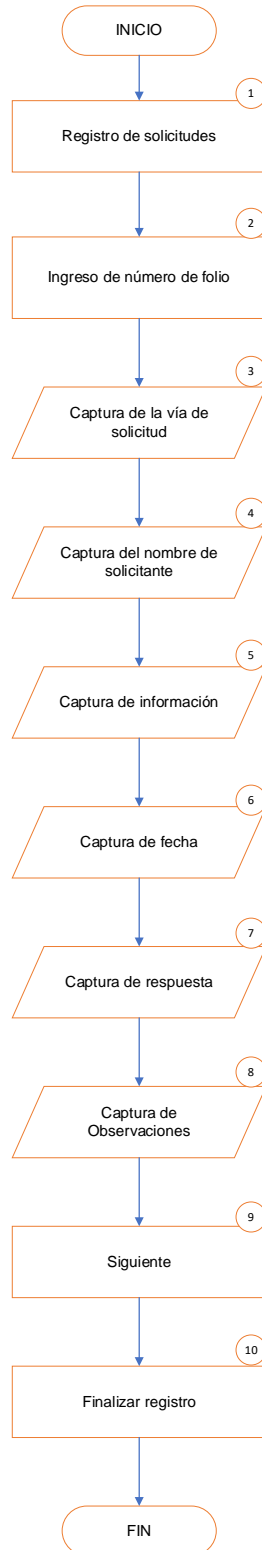 INICIO
1
Registro de solicitudes
2
Ingreso de número de folio
3
Captura de la vía de
solicitud
4
Captura del nombre de
solicitante
5
Captura de información
6
Captura de fecha
7
Captura de respuesta
8
Captura de
Observaciones
9
Siguiente
10
Finalizar registro
FIN